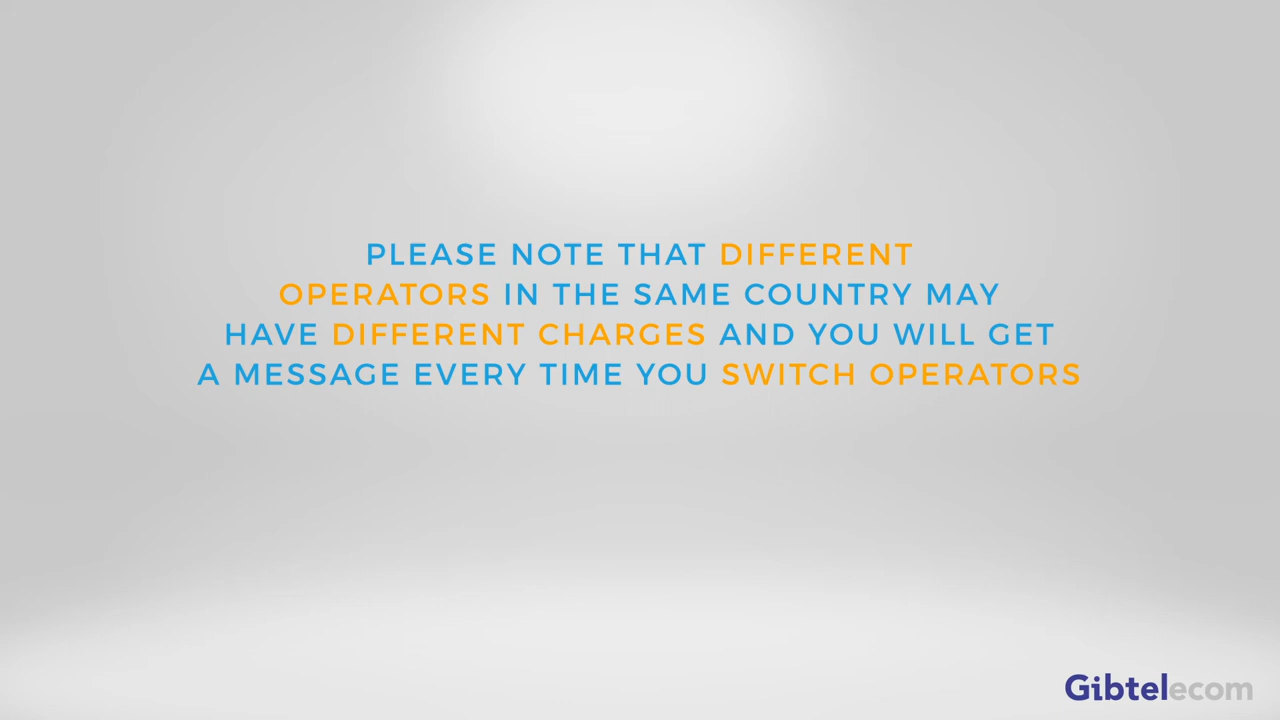 PLEASE NOTE THAT DIFFERENT
OPERATORS IN THE SAME COUNTRY MAY
HAVE DIFFERENT CHARGES AND YOU WILL GET
A MESSAGE EVERY TIME YOU SWITCH OPERATORS
Gibtelecom